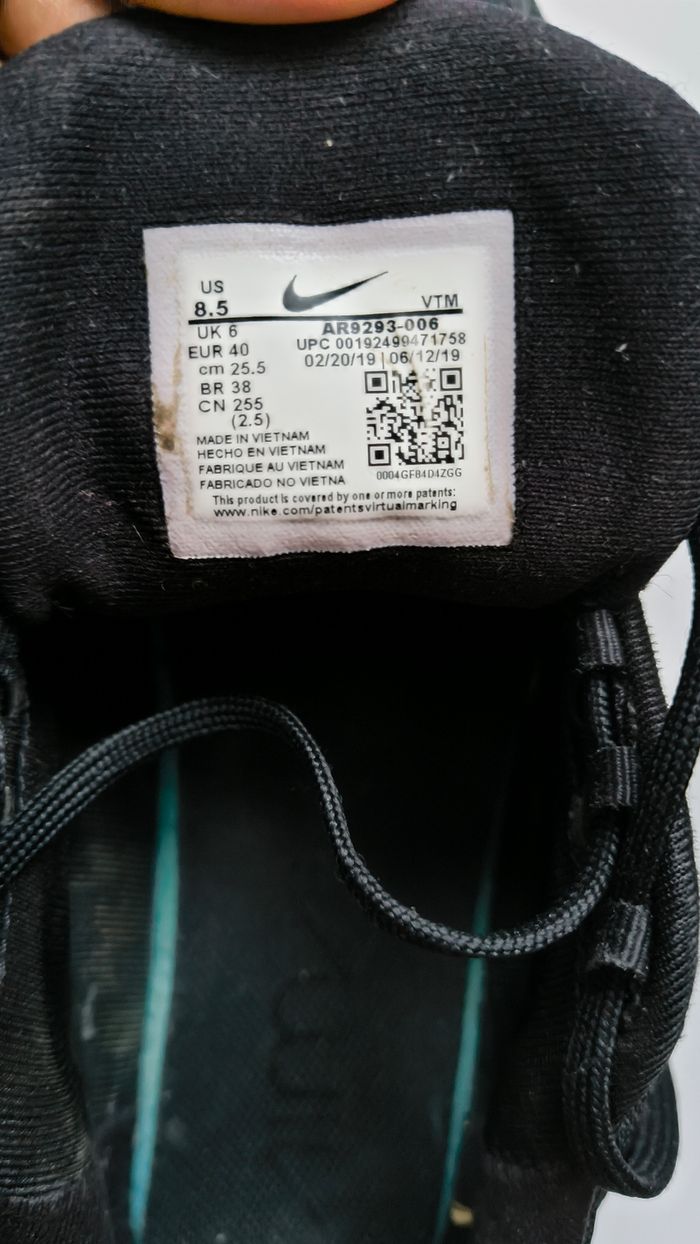 US
8.5
VTM
UK 6
AR9293-006
EUR 40
UPC 00192499471758
cm 25.5
02/20/19 | 06/12/19
BR 38
CN 255
(2.5)
MADE IN VIETNAM
HECHO EN VIETNAM
FABRIQUE AU VIETNAM
FABRICADO NO VIETNA
0004GF84D4ZGG
This product is covered by one or more patents:
www.nike.com/patentsvirtualmarking